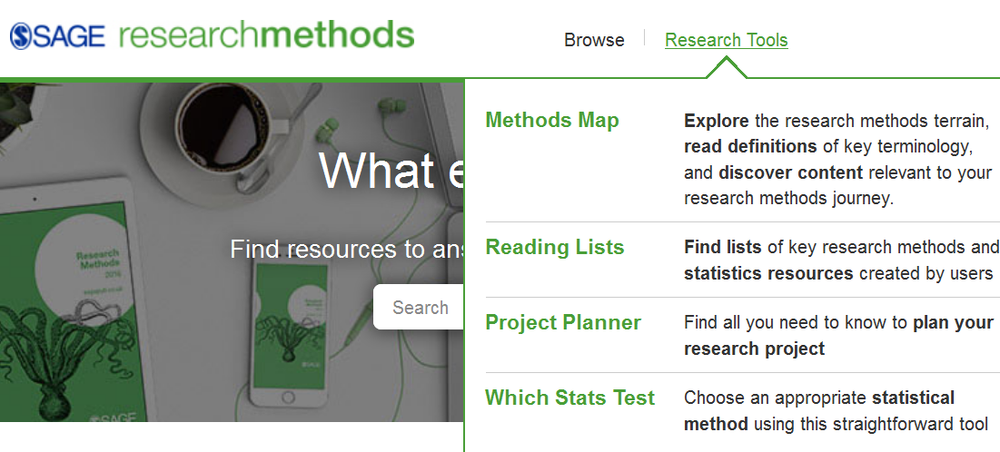 SAGE researchmethods
Browse
Research Tools
What e
Find resources to ans
Search
Research
Methods
2016
SAGE
Research
Methods
SAGE
Methods Map
Explore the research methods terrain,
read definitions of key terminology,
and discover content relevant to your
research methods journey.
Reading Lists
Find lists of key research methods and
statistics resources created by users
Project Planner
Find all you need to know to plan your
research project
Which Stats Test
Choose an appropriate statistical
method using this straightforward tool